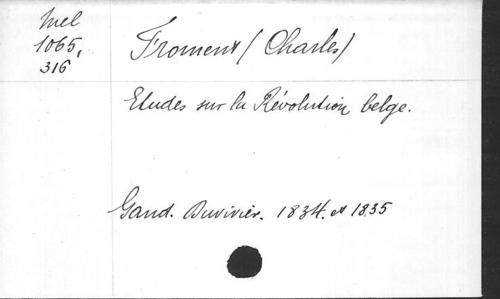 Mel
1065,
316
Froment (Charles)
Etudes sur la Révolution belge.
Gand. Duvivier. 1834. et 1835